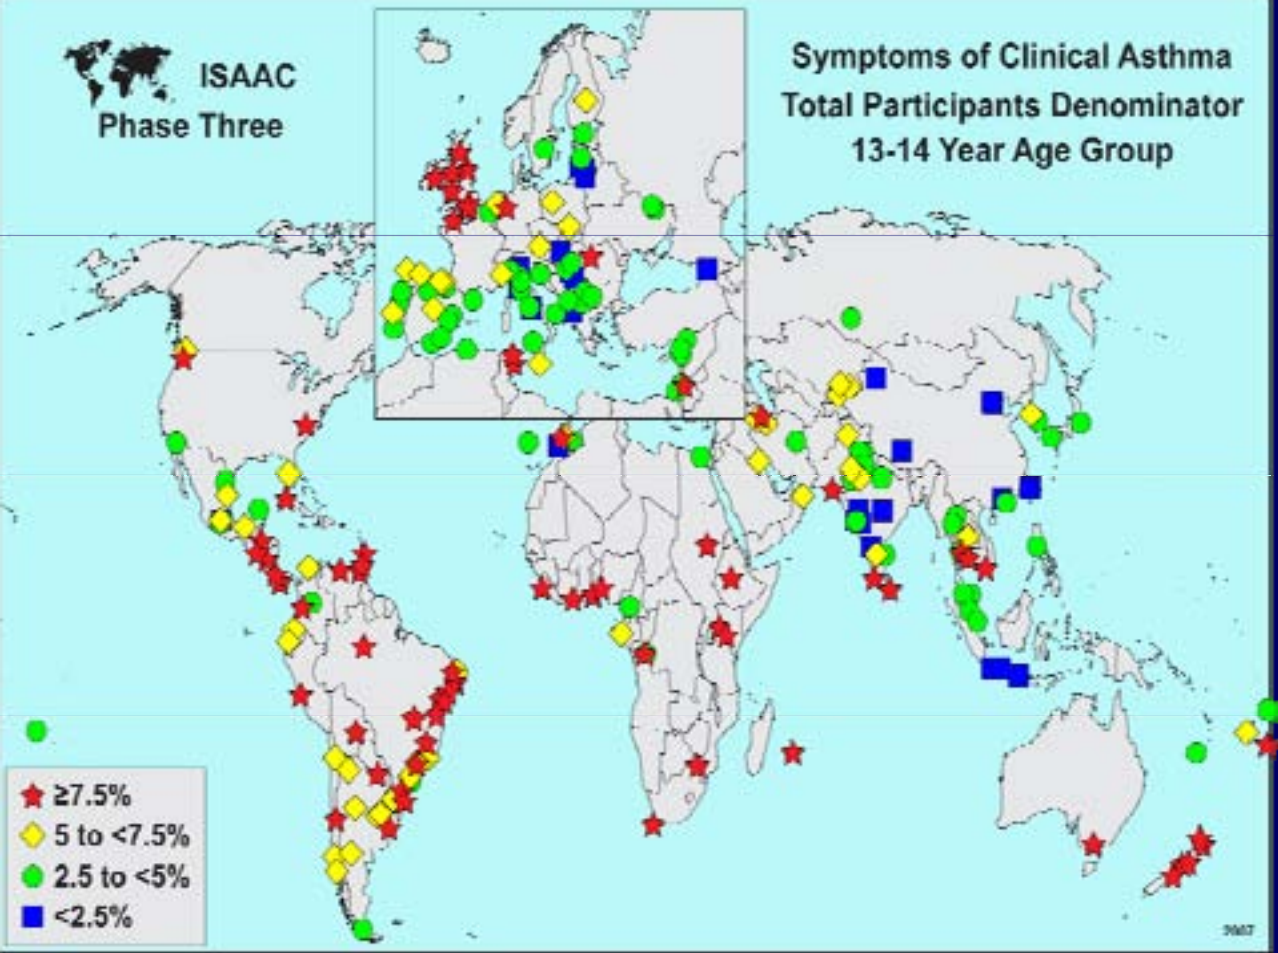 ISAAC
Phase Three
Symptoms of Clinical Asthma
Total Participants Denominator
13-14 Year Age Group
≥7.5%
5 to <7.5%
2.5 to <5%
<2.5%
2007